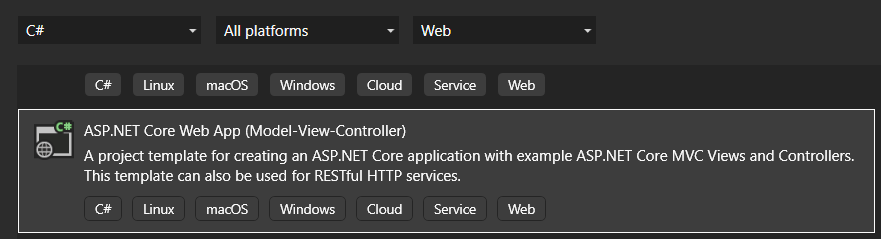 C# All platforms Web
C# Linux macOS Windows Cloud Service Web
C#
ASP.NET Core Web App (Model-View-Controller)
A project template for creating an ASP.NET Core application with example ASP.NET Core MVC Views and Controllers.
This template can also be used for RESTful HTTP services.
C# Linux macOS Windows Cloud Service Web